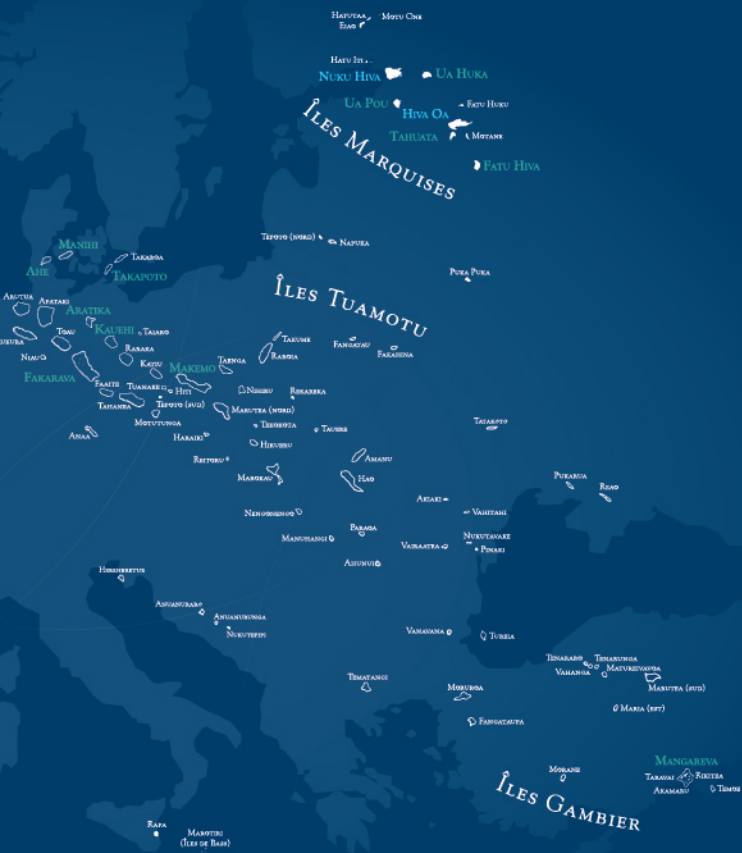 Hatutaa
Motu One
Eiao
Hatu Iti
Nuku Hiva
Ua Huka
Ua Pou
Hiva Oa
Fatu Huku
Tahuata
Motane
Fatu Hiva
Îles Marquises
Tepoto (nord)
Napuka
Puka Puka
Manihi
Takaroa
Ahe
Takapoto
Îles Tuamotu
Arutua
Apataki
Aratika
Kauehi
Taiaro
Toau
Niau
Raraka
Katiu
Makemo
Taenga
Takume
Raroia
Fangatau
Fakahina
Fakarava
Faaite
Tuanake
Hiti
Tahanea
Tepoto (sud)
Motutunga
Nihiru
Rekareka
Marutea (nord)
Tekokota
Tauere
Tatakoto
Anaa
Haraiki
Hikueru
Reitoru
Amanu
Marokau
Hao
Pukarua
Reao
Akiaki
Vahitahi
Nengonengo
Paraoa
Manuhangi
Nukutavake
Vairaatea
Pinaki
Ahunui
Hereheretue
Anuanuraro
Anuanurunga
Nukutepipi
Vanavana
Tureia
Tenararo
Tenarunga
Vahanga
Matureivavoa
Marutea (sud)
Tematangi
Moruroa
Maria (est)
Fangataufa
Mangareva
Morane
Taravai
Rikitea
Akamaru
Temoe
Îles Gambier
Rapa
Marotiri
(Îles de Bass)